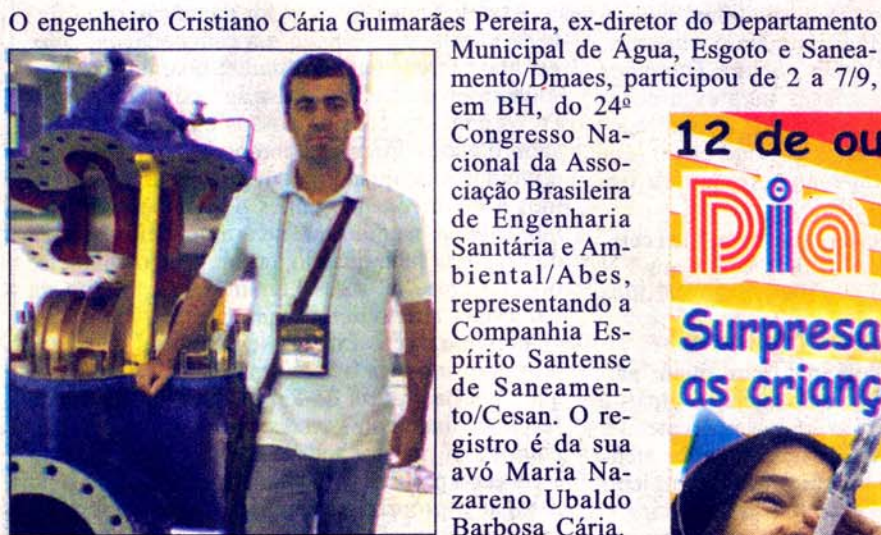 O engenheiro Cristiano Cária Guimarães Pereira, ex-diretor do Departamento
Municipal de Água, Esgoto e Sanea-
mento/Dmaes, participou de 2 a 7/9,
em BH, do 24º
Congresso Na-
cional da Asso-
ciação Brasileira
de Engenharia
Sanitária e Am-
biental/Abes,
representando a
Companhia Es-
pírito Santense
de Saneamen-
to/Cesan. O re-
gistro é da sua
avó Maria Na-
zareno Ubaldo
Barbosa Cária.
12 de ou
Dia
Surpresa
as crianç